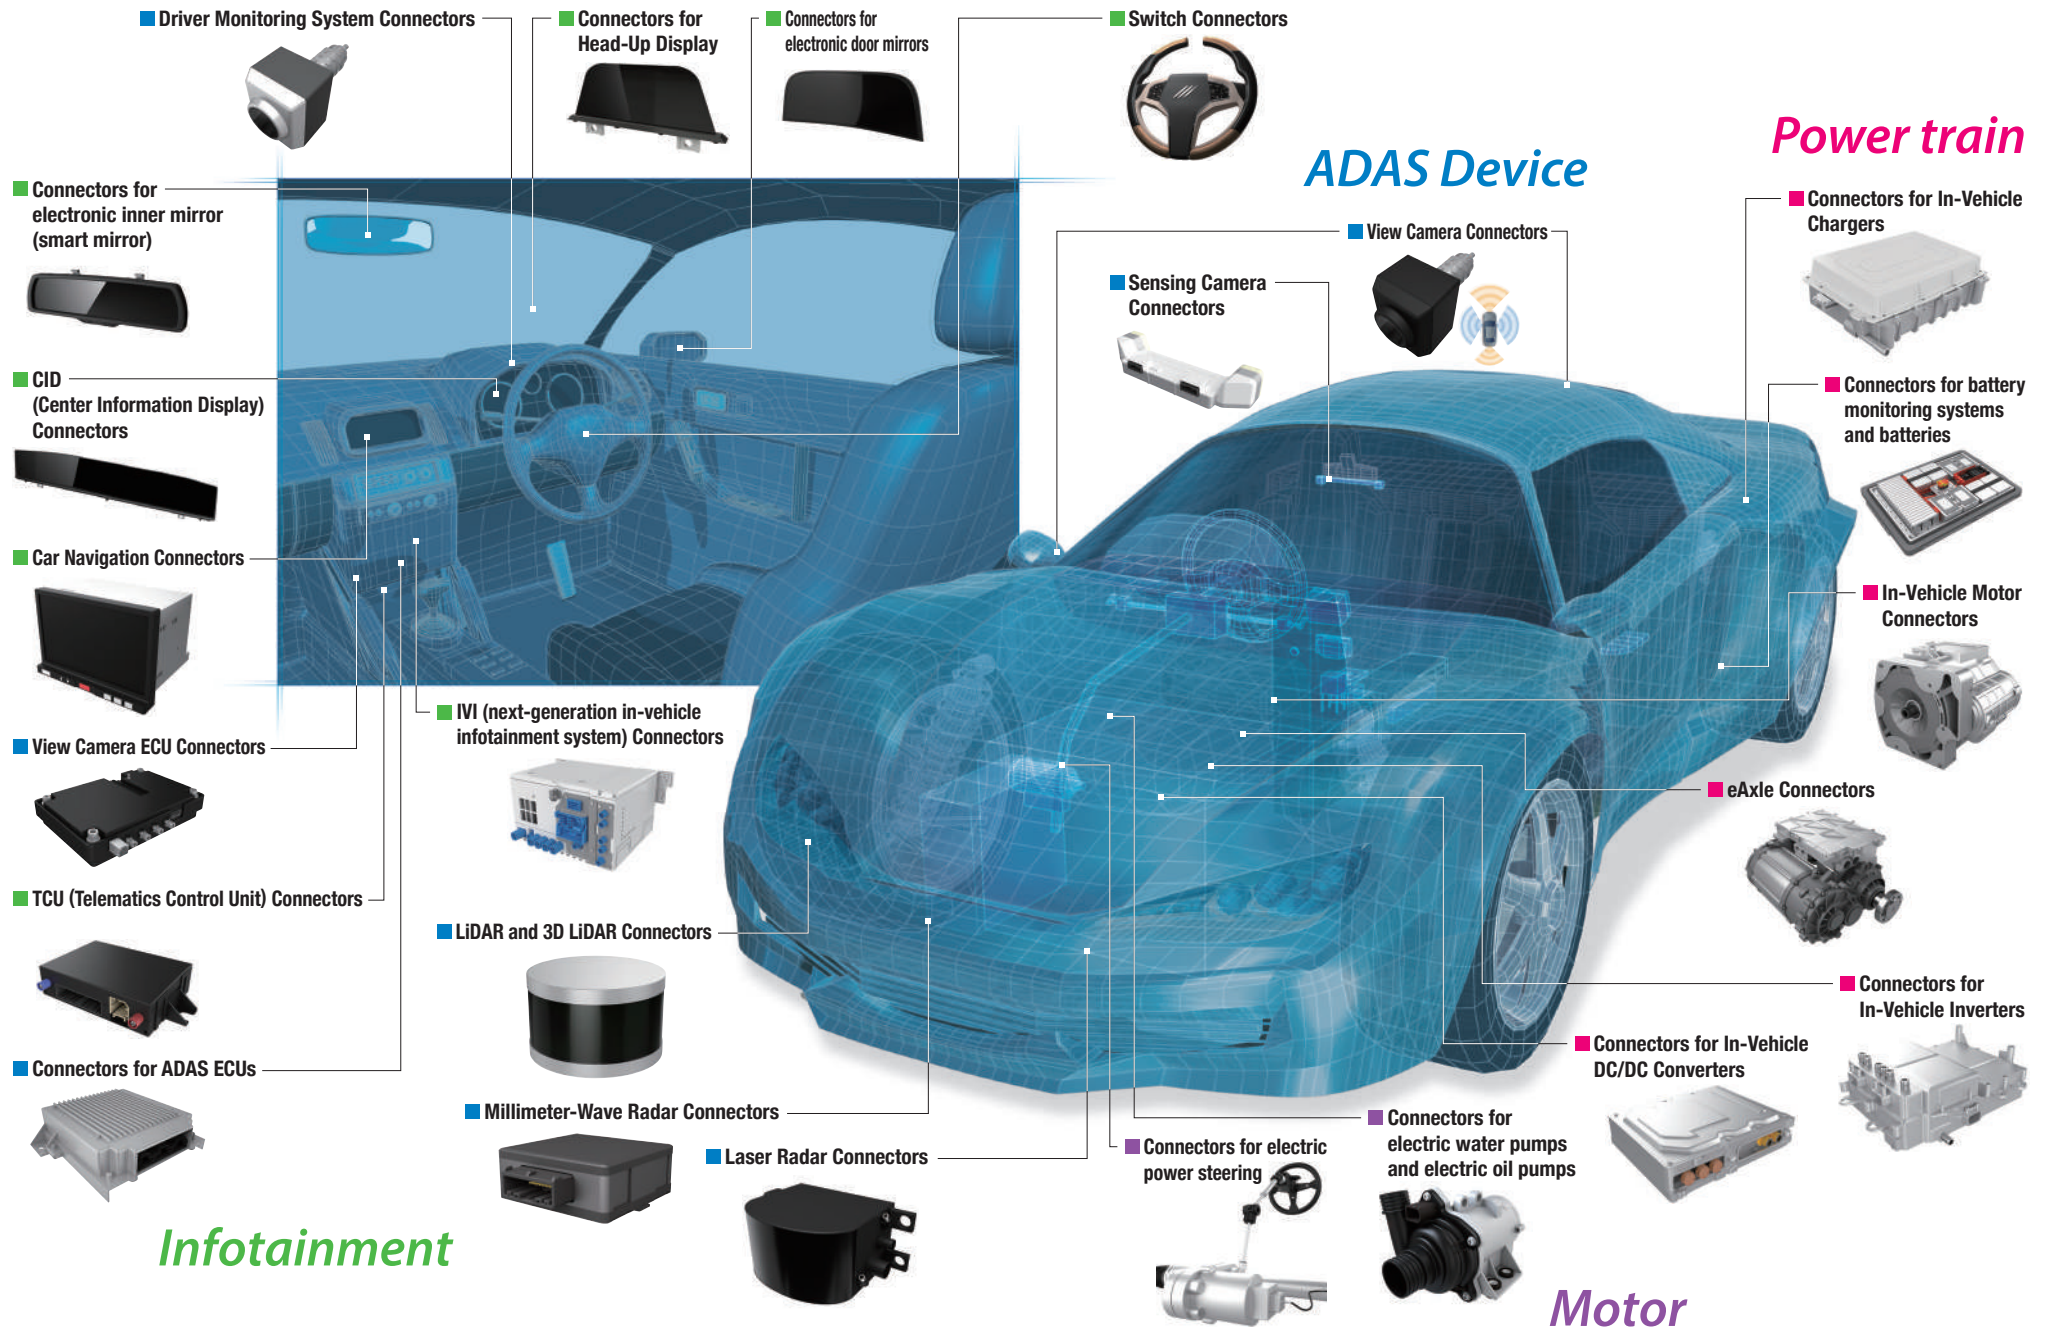 Driver Monitoring System Connectors
Connectors for
Head-Up Display
Connectors for
electronic door mirrors
Switch Connectors
Power train
ADAS Device
Connectors for
electronic inner mirror
(smart mirror)
Connectors for In-Vehicle
Chargers
View Camera Connectors
Sensing Camera
Connectors
CID
(Center Information Display)
Connectors
Connectors for battery
monitoring systems
and batteries
Car Navigation Connectors
In-Vehicle Motor
Connectors
IVI (next-generation in-vehicle
infotainment system) Connectors
View Camera ECU Connectors
eAxle Connectors
TCU (Telematics Control Unit) Connectors
LiDAR and 3D LiDAR Connectors
Connectors for
In-Vehicle Inverters
Connectors for In-Vehicle
DC/DC Converters
Connectors for ADAS ECUs
Millimeter-Wave Radar Connectors
Laser Radar Connectors
Connectors for electric
power steering
Connectors for
electric water pumps
and electric oil pumps
Infotainment
Motor